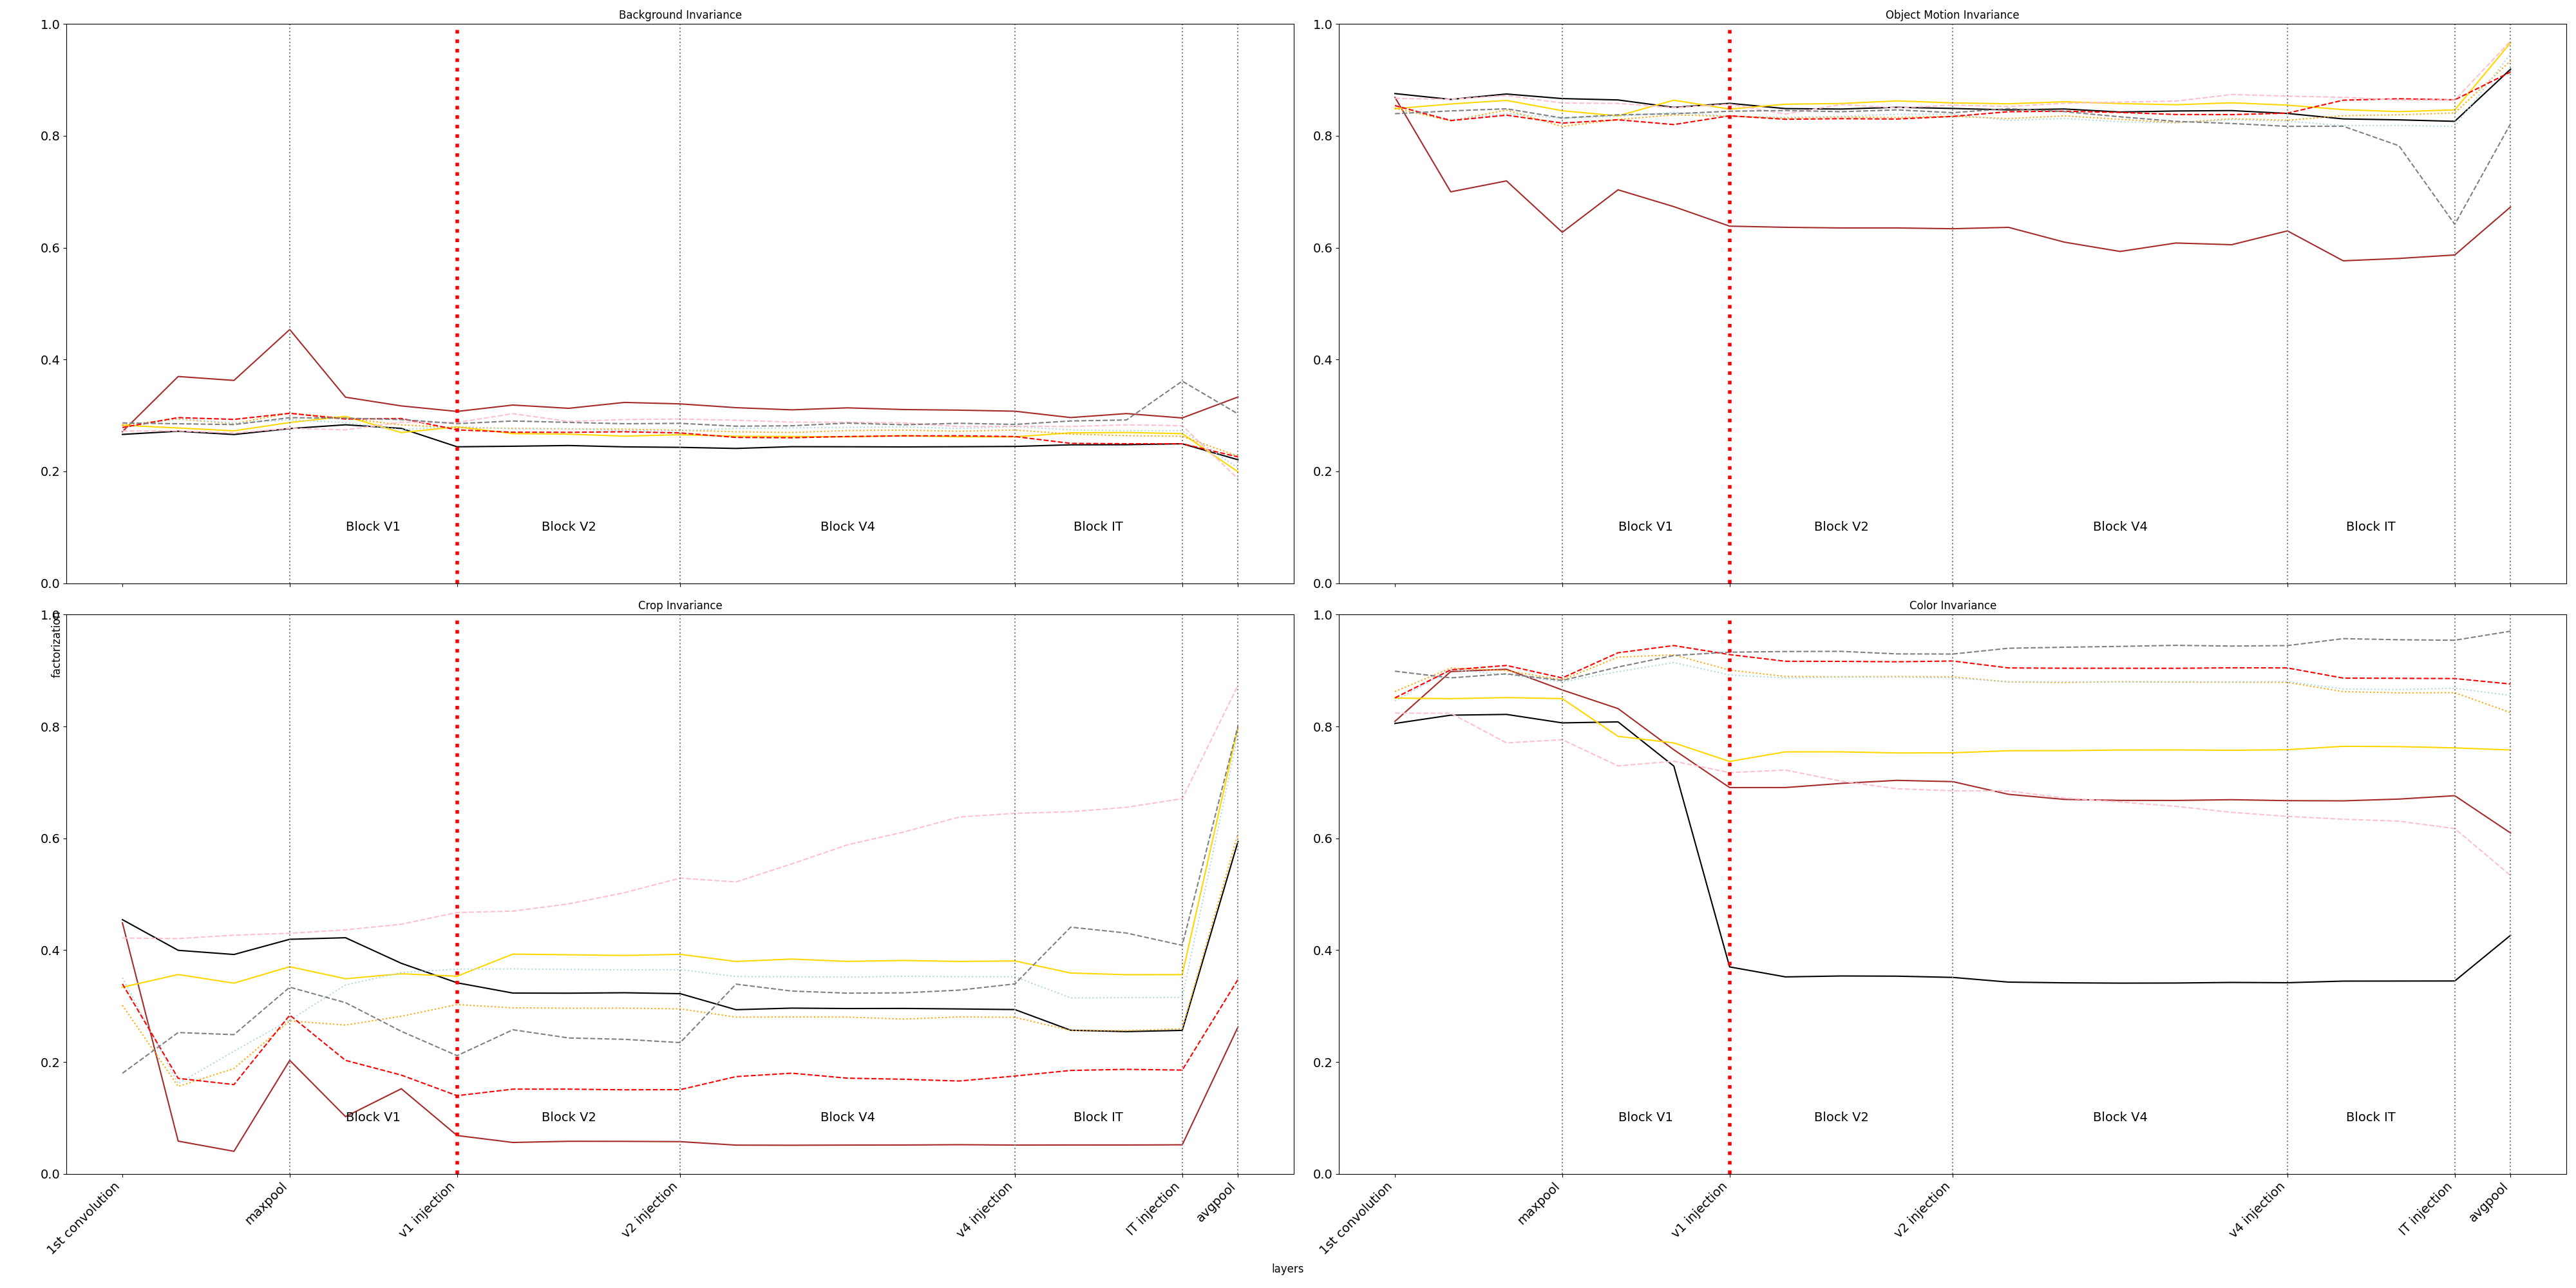 Background Invariance
1.0
0.8
0.6
0.4
0.2
0.0
Block V1 Block V2 Block V4 Block IT
Object Motion Invariance
1.0
0.8
0.6
0.4
0.2
0.0
Block V1 Block V2 Block V4 Block IT
Crop Invariance
factorization
1.0
0.8
0.6
0.4
0.2
0.0
Block V1 Block V2 Block V4 Block IT
1st convolution maxpool v1 injection v2 injection v4 injection IT injection avgpool
Color Invariance
1.0
0.8
0.6
0.4
0.2
0.0
Block V1 Block V2 Block V4 Block IT
1st convolution maxpool v1 injection v2 injection v4 injection IT injection avgpool
layers